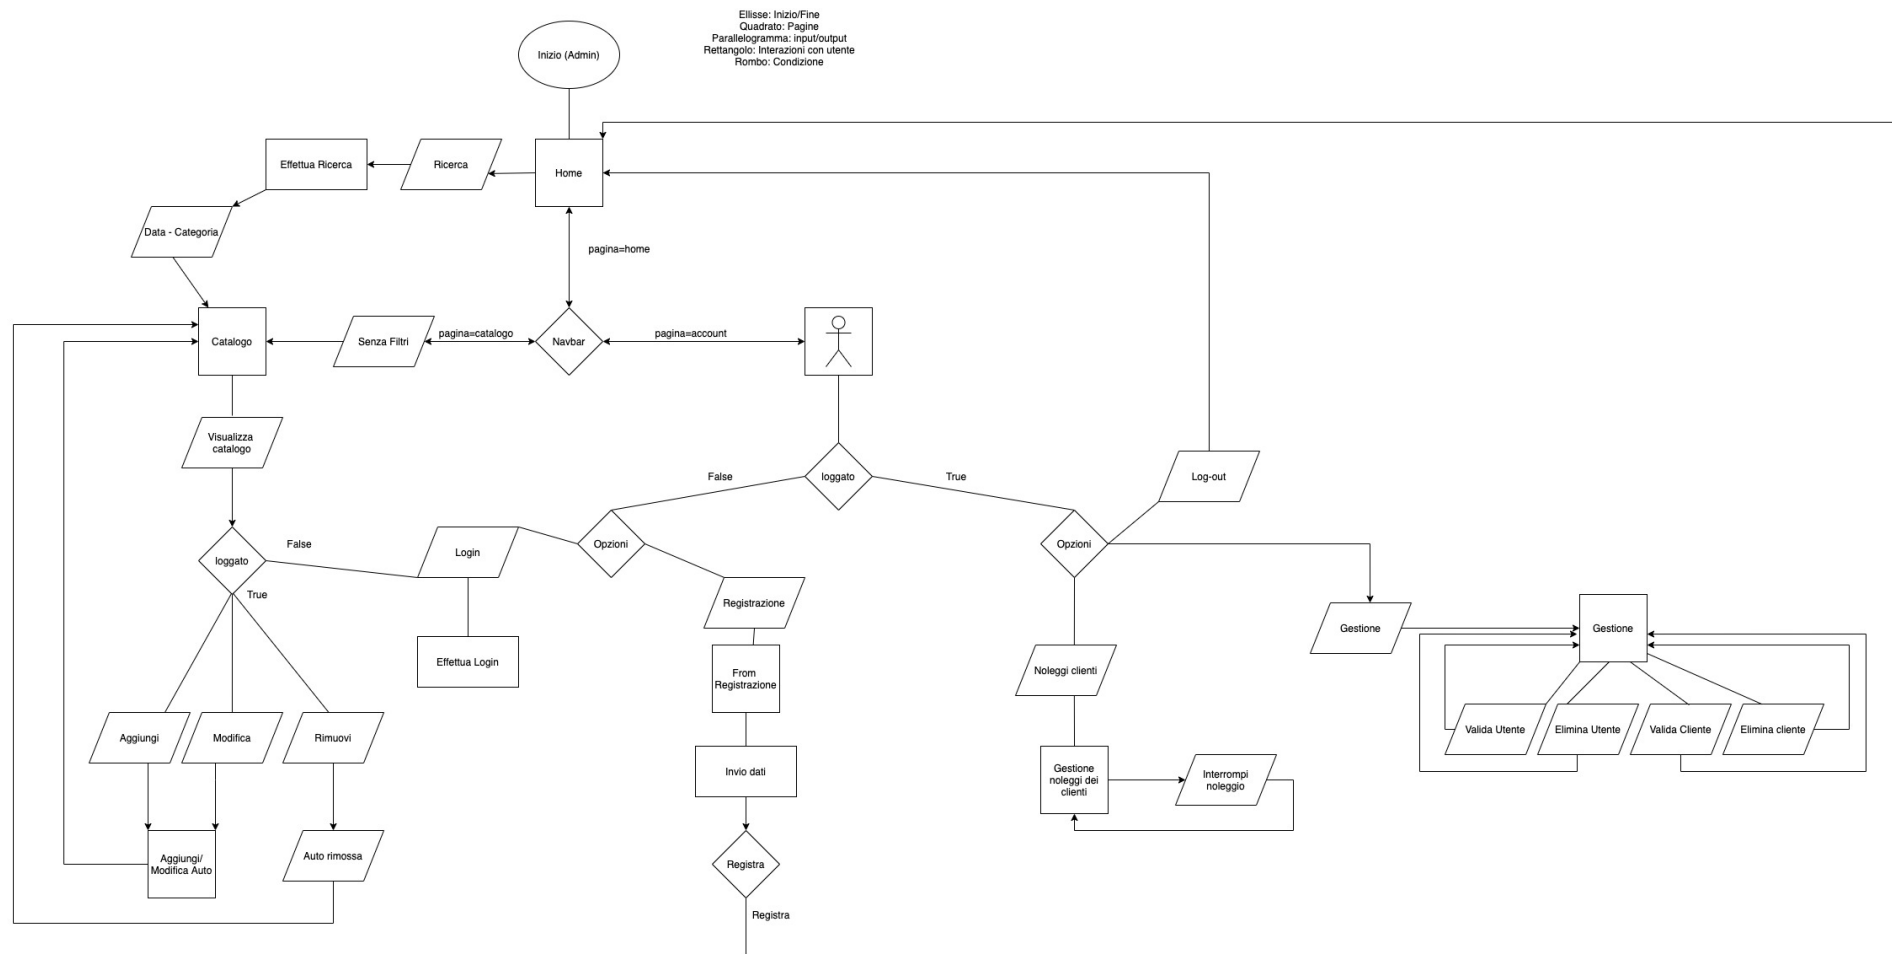 Ellisse: Inizio/Fine
Quadrato: Pagine
Parallelogramma: input/output
Rettangolo: Interazioni con utente
Rombo: Condizione
Inizio (Admin)
Effettua Ricerca
Ricerca
Home
Data - Categoria
pagina=home
Catalogo
Senza Filtri
pagina=catalogo
Navbar
pagina=account
Visualizza
catalogo
False
loggato
True
Log-out
loggato
False
True
Login
Opzioni
Opzioni
Registrazione
Effettua Login
From
Registrazione
Noleggi clienti
Gestione
Gestione
Aggiungi
Modifica
Rimuovi
Invio dati
Gestione
noleggi dei
clienti
Interrompi
noleggio
Valida Utente
Elimina Utente
Valida Cliente
Elimina cliente
Aggiungi/
Modifica Auto
Auto rimossa
Registra
Registra